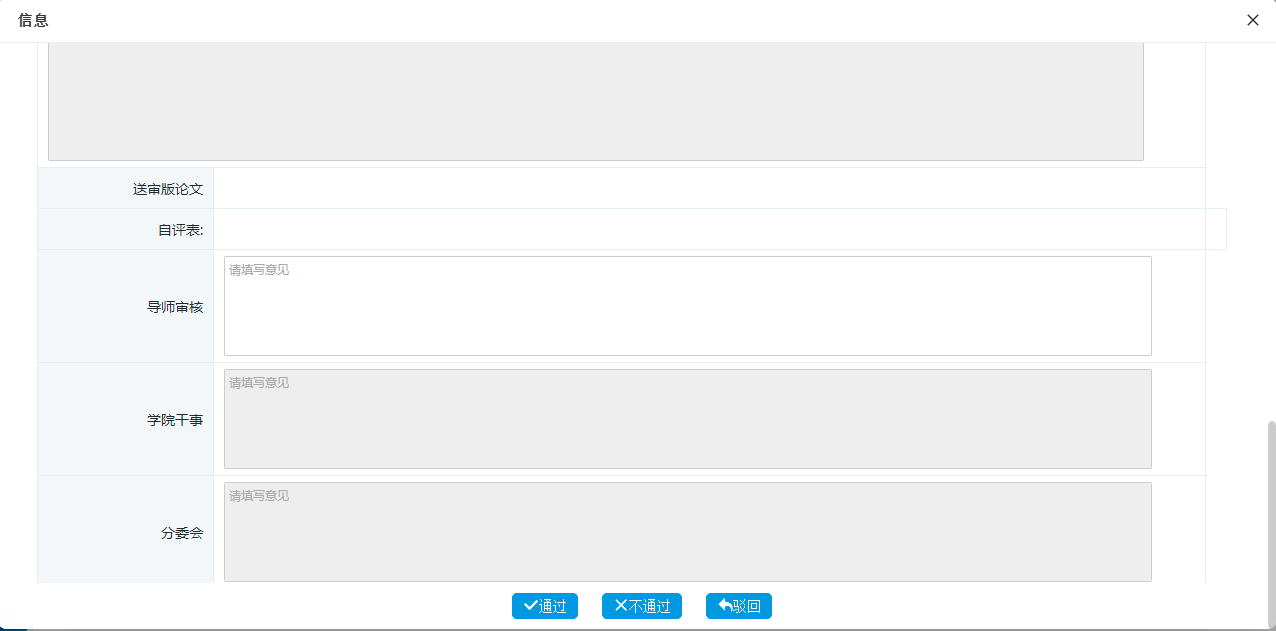 信息
送审版论文
自评表:
导师审核
请填写意见
学院干事
请填写意见
分委会
请填写意见
通过
不通过
驳回